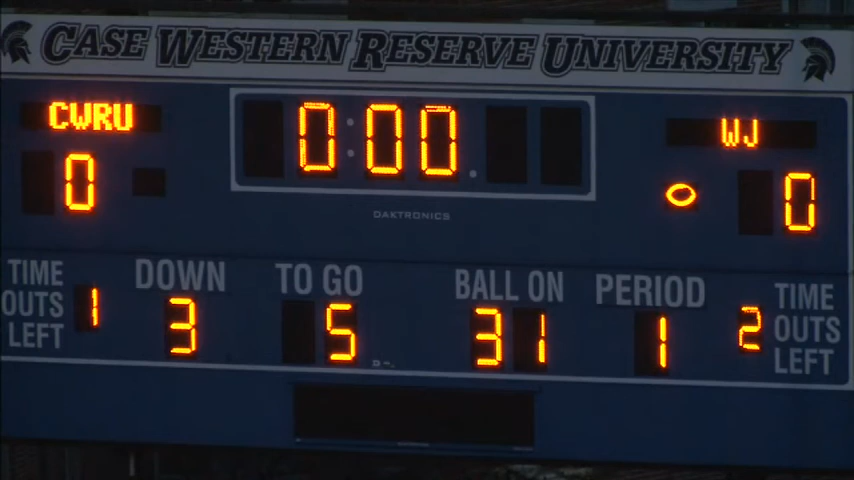 CASE WESTERN RESERVE UNIVERSITY
CWRU 0:00 WJ
0 0
DAKTRONICS
TIME OUTS LEFT 1
DOWN 3
TO GO 5
BALL ON 31
PERIOD 1
2 TIME OUTS LEFT